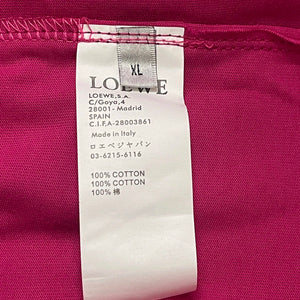 XL
LOEWE
LOEWE,S.A.
C/Goya,4
28001 - Madrid
SPAIN
C.I.F.A-28003861
Made in Italy
ロエベジャパン
03-6215-6116
100% COTTON
100% COTTON
100% 棉